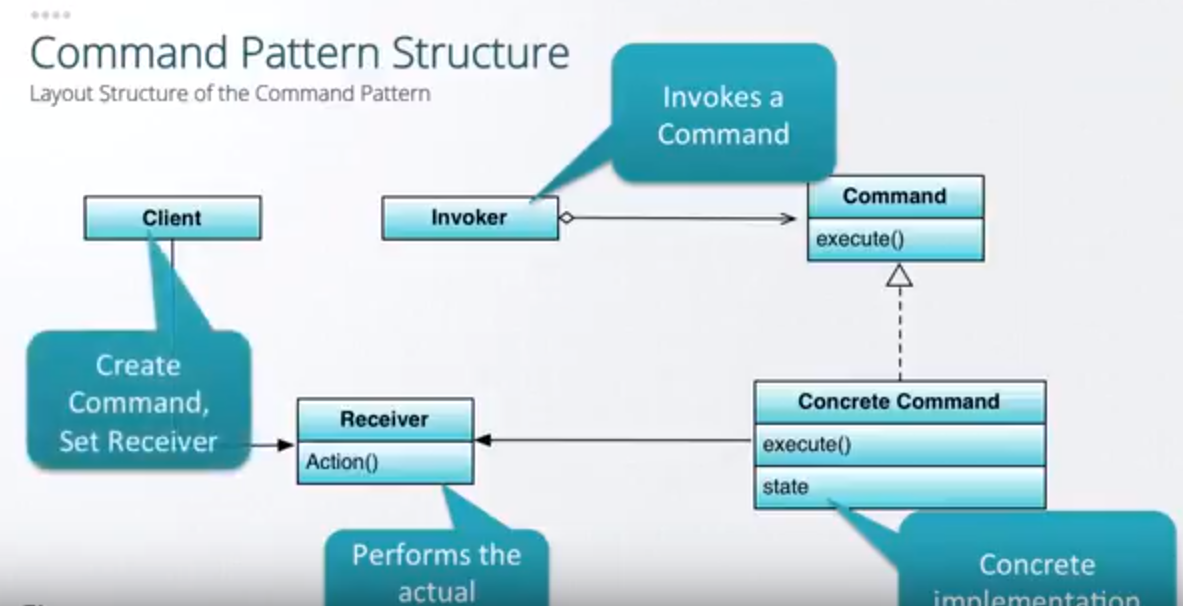 Command Pattern Structure
Layout Structure of the Command Pattern
Invokes a
Command
Client
Invoker
Command
execute()
Create
Command,
Set Receiver
Receiver
Action()
Concrete Command
execute()
state
Performs the
actual
Concrete
implementation